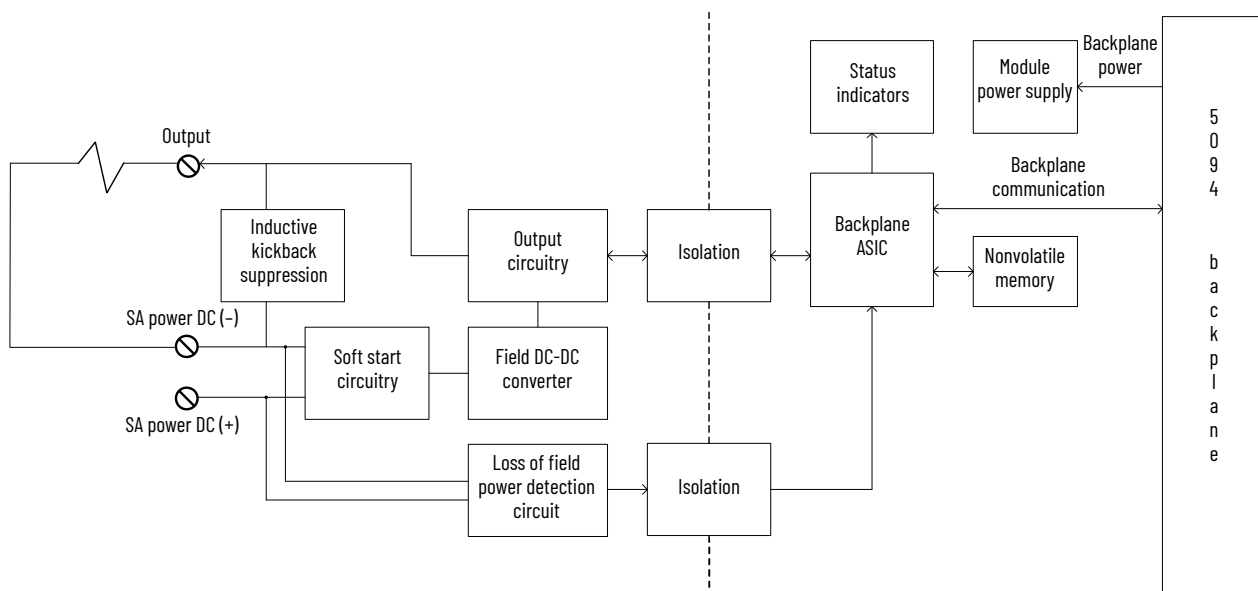 Status
indicators
Module
power supply
Backplane
power
5
0
9
4
b
a
c
k
p
l
a
n
e
Output
Backplane
communication
Inductive
kickback
suppression
Output
circuitry
Isolation
Backplane
ASIC
Nonvolatile
memory
SA power DC (–)
Soft start
circuitry
Field DC-DC
converter
SA power DC (+)
Loss of field
power detection
circuit
Isolation